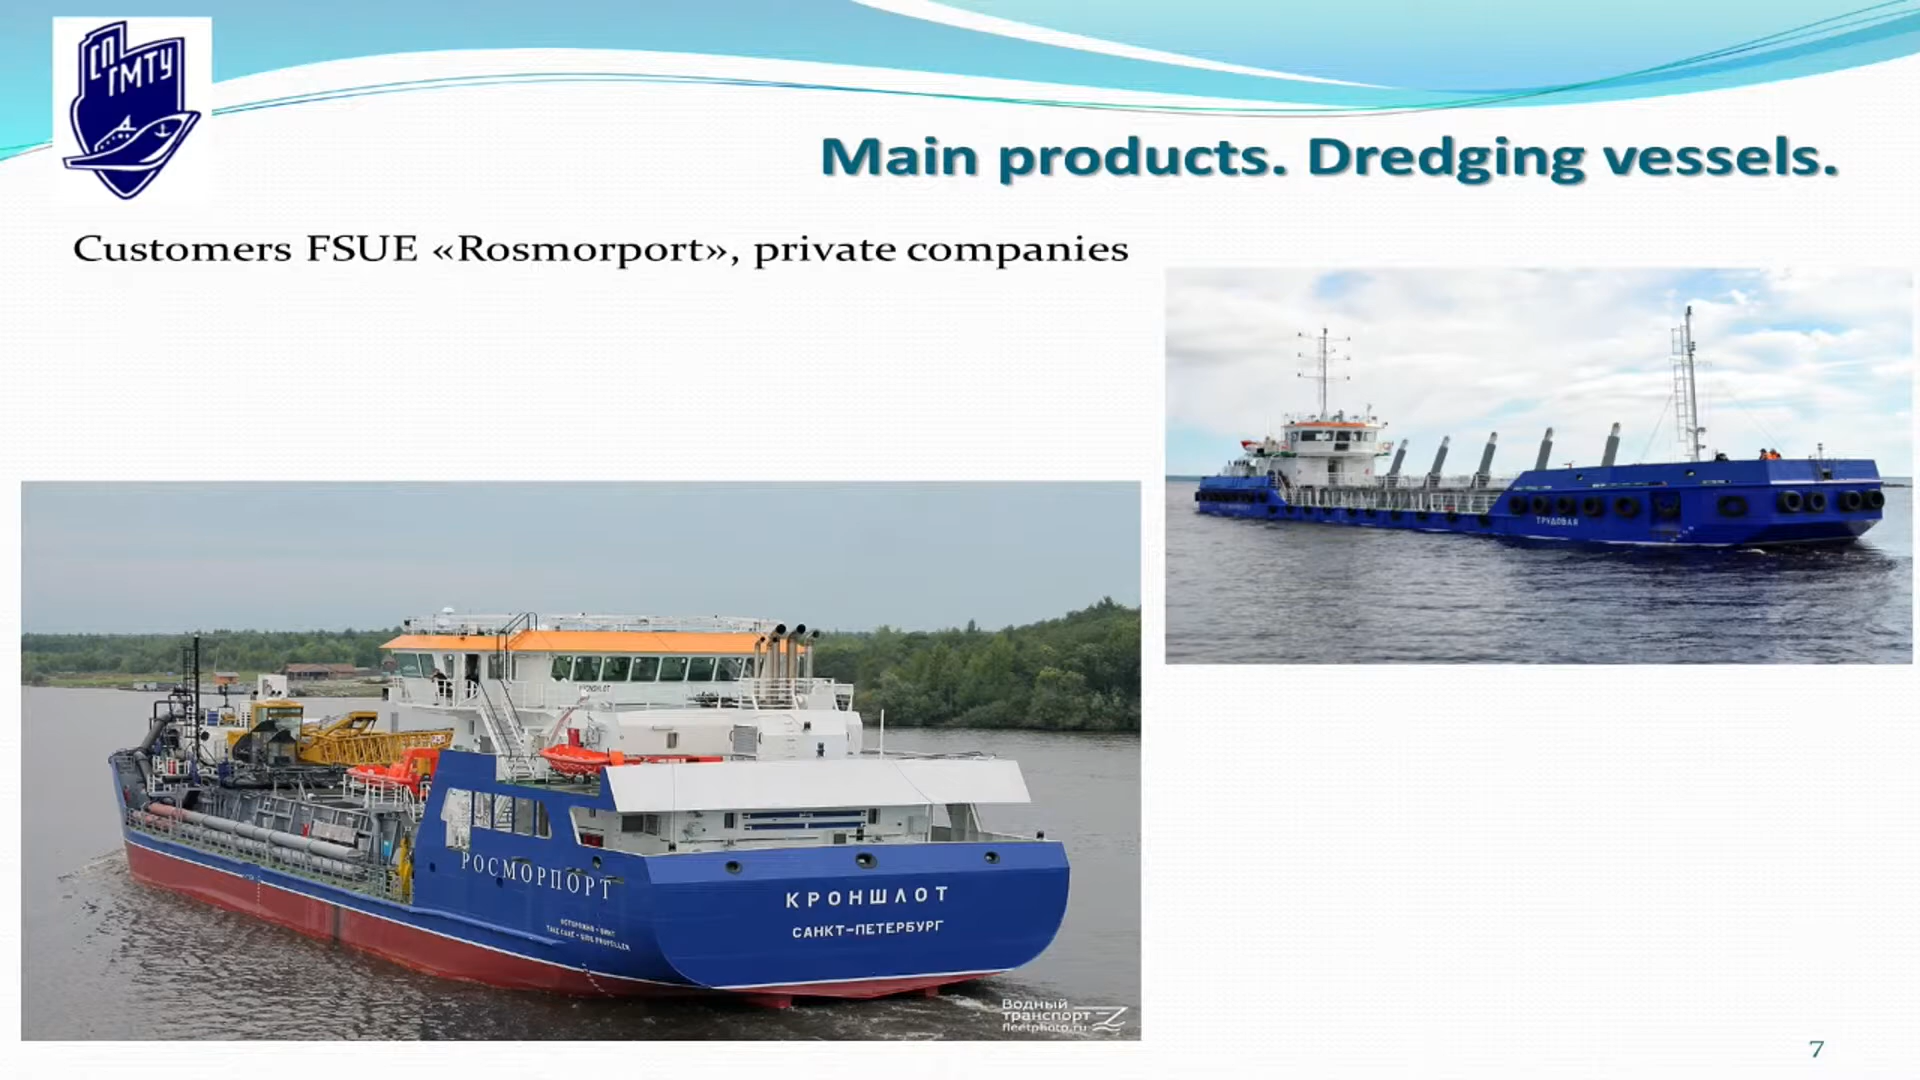 СП
ГМТУ
Main products. Dredging vessels.
Customers FSUE «Rosmorport», private companies
ТРУДОВАЯ
РОСМОРПОРТ
КРОНШЛОТ
САНКТ-ПЕТЕРБУРГ
Водный
транспорт
fleetphoto.ru
7